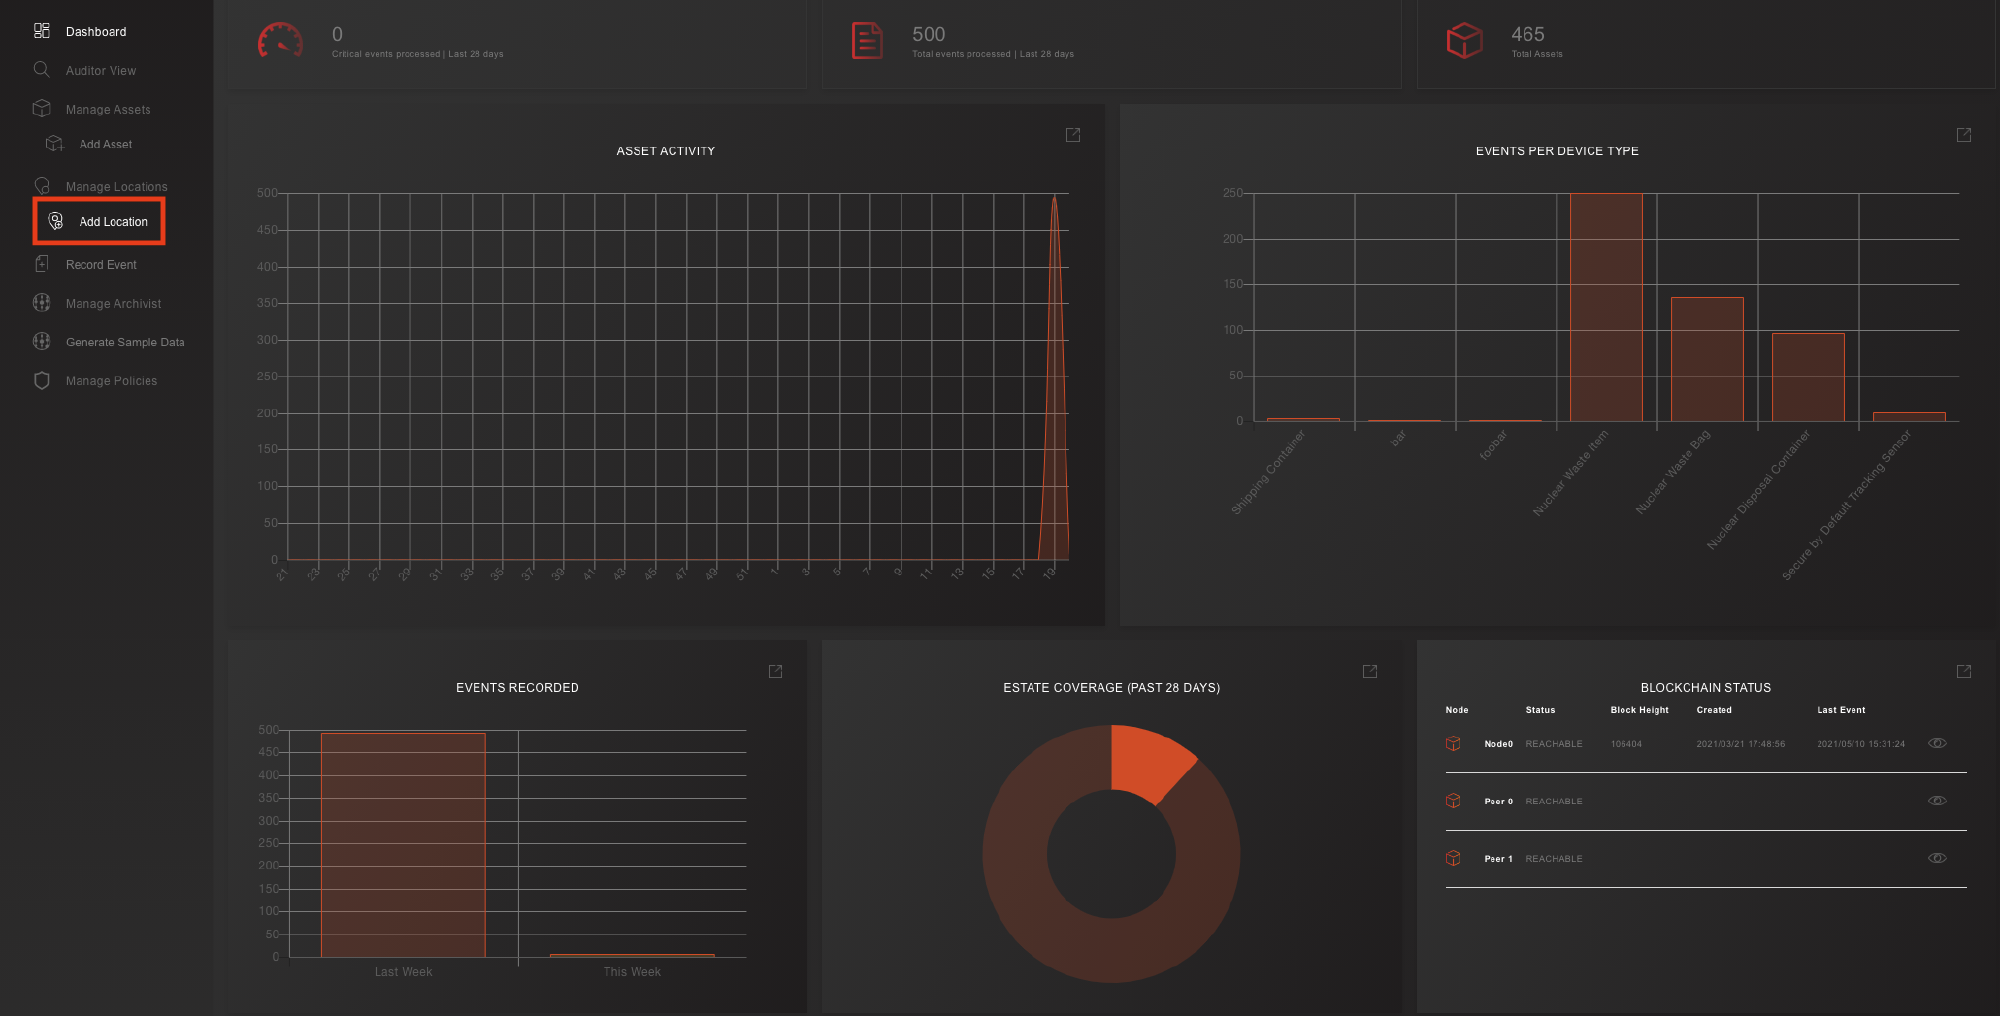 Dashboard
Auditor View
Manage Assets
Add Asset
Manage Locations
Add Location
Record Event
Manage Archivist
Generate Sample Data
Manage Policies
0
Critical events processed | Last 28 days
500
Total events processed | Last 28 days
465
Total Assets
ASSET ACTIVITY
500
450
400
350
300
250
200
150
100
50
0
21 23 25 27 29 31 33 35 37 39 41 43 45 47 49 51 1 3 5 7 9 11 13 15 17 19
EVENTS PER DEVICE TYPE
250
200
150
100
50
0
Shipping Container
bar
foobar
Nuclear Waste Item
Nuclear Waste Bag
Nuclear Disposal Container
Secure by Default Tracking Sensor
EVENTS RECORDED
500
450
400
350
300
250
200
150
100
50
0
Last Week This Week
ESTATE COVERAGE (PAST 28 DAYS)
BLOCKCHAIN STATUS
Node Status Block Height Created Last Event
Node0 REACHABLE 106404 2021/03/21 17:48:56 2021/05/10 15:31:24
Peer 0 REACHABLE
Peer 1 REACHABLE